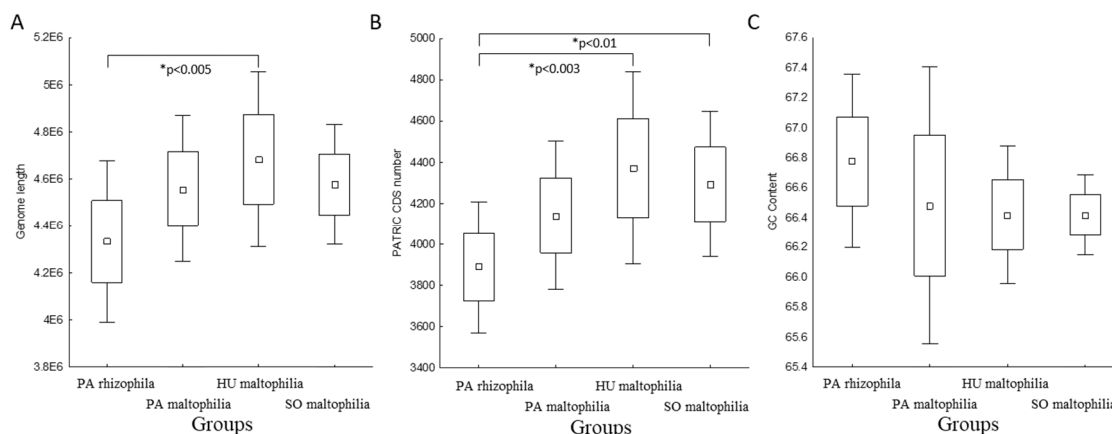 A
Genome length
5.2E6
5E6
4.8E6
4.6E6
4.4E6
4.2E6
4E6
3.8E6
*p<0.005
PA rhizophila
HU maltophilia
PA maltophilia
SO maltophilia
Groups
B
PATRIC CDS number
5000
4800
4600
4400
4200
4000
3800
3600
3400
*p<0.01
*p<0.003
PA rhizophila
HU maltophilia
PA maltophilia
SO maltophilia
Groups
C
GC Content
67.6
67.4
67.2
67.0
66.8
66.6
66.4
66.2
66.0
65.8
65.6
65.4
PA rhizophila
HU maltophilia
PA maltophilia
SO maltophilia
Groups